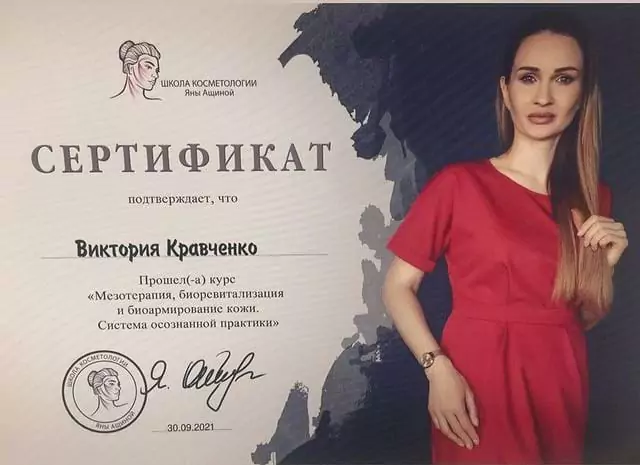 ШКОЛА КОСМЕТОЛОГИИ
Яны Ащиной
СЕРТИФИКАТ
подтверждает, что
Виктория Кравченко
Прошел(-а) курс
«Мезотерапия, биоревитализация
и биоармирование кожи.
Система осознанной практики»
ШКОЛА КОСМЕТОЛОГИИ
ЯНЫ АЩИНОЙ
30.09.2021